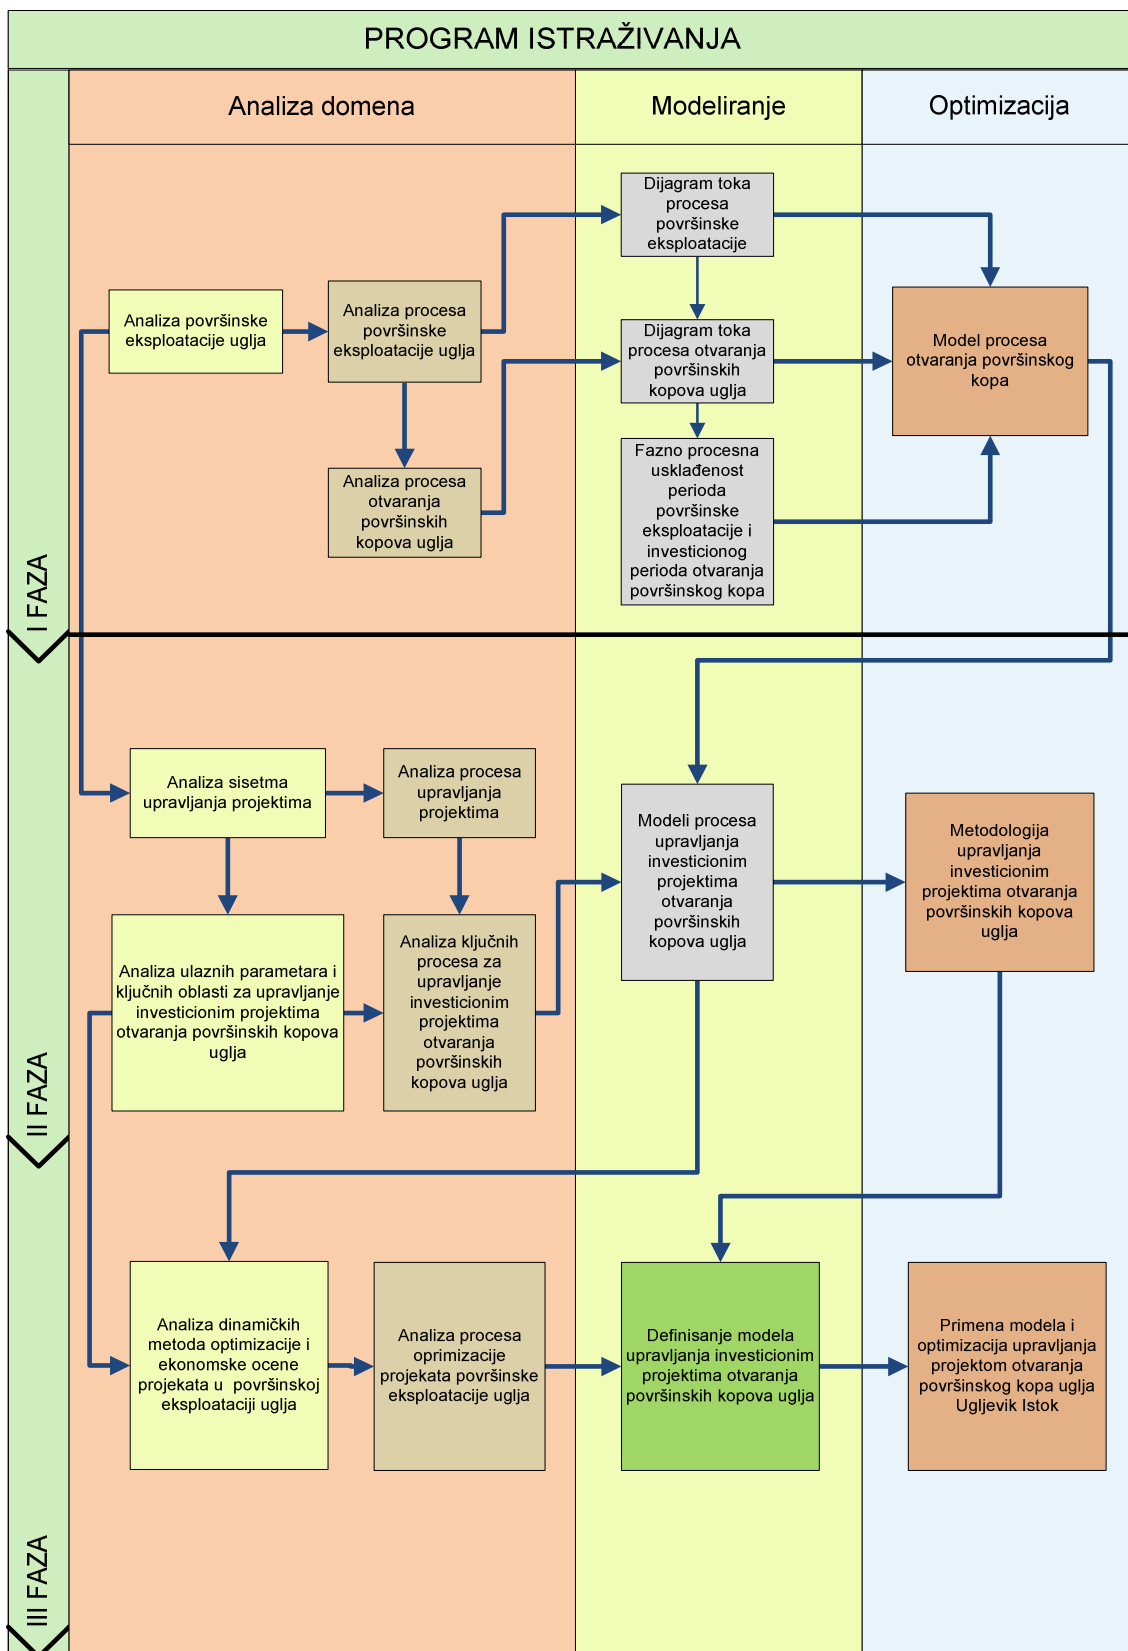 PROGRAM ISTRAŽIVANJA
Analiza domena
Modeliranje
Optimizacija
I FAZA
Analiza površinske
eksploatacije uglja
Analiza procesa
površinske
eksploatacije uglja
Analiza procesa
otvaranja
površinskih
kopova uglja
Dijagram toka
procesa
površinske
eksploatacije
Dijagram toka
procesa otvaranja
površinskih
kopova uglja
Fazno procesna
usklađenost
perioda
površinske
eksploatacije i
investicionog
perioda otvaranja
površinskog kopa
Model procesa
otvaranja površinskog
kopa
II FAZA
Analiza sisetma
upravljanja projektima
Analiza procesa
upravljanja
projektima
Analiza ulaznih parametara i
ključnih oblasti za upravljanje
investicionim projektima
otvaranja površinskih kopova
uglja
Analiza ključnih
procesa za
upravljanje
investicionim
projektima
otvaranja
površinskih
kopova uglja
Modeli procesa
upravljanja
investicionim
projektima
otvaranja
površinskih
kopova uglja
Metodologija
upravljanja
investicionim
projektima otvaranja
površinskih kopova
uglja
III FAZA
Analiza dinamičkih
metoda optimizacije i
ekonomske ocene
projekata u površinskoj
eksploataciji uglja
Analiza procesa
oprimizacije
projekata površinske
eksploatacije uglja
Definisanje modela
upravljanja investicionim
projektima otvaranja
površinskih kopova uglja
Primena modela i
optimizacija upravljanja
projektom otvaranja
površinskog kopa uglja
Ugljevik Istok